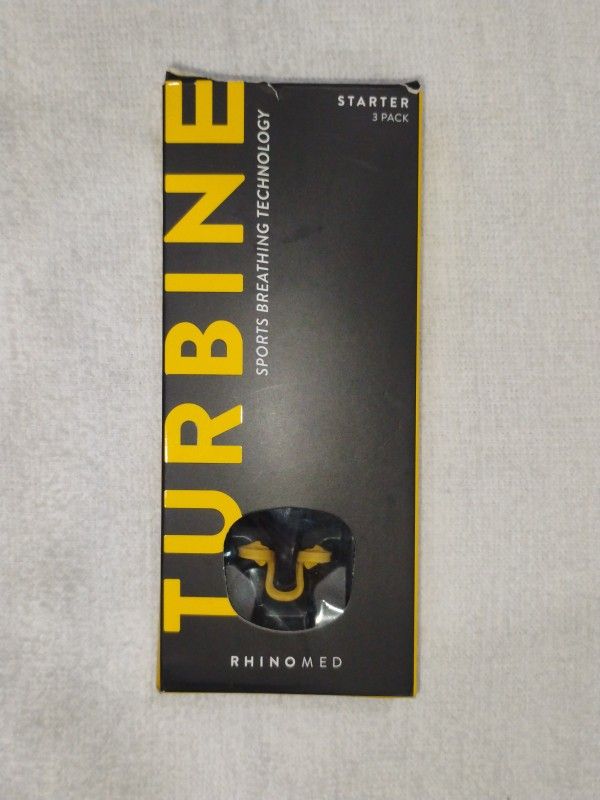 STARTER
3 PACK
TURBINE
SPORTS BREATHING TECHNOLOGY
RHINOMED